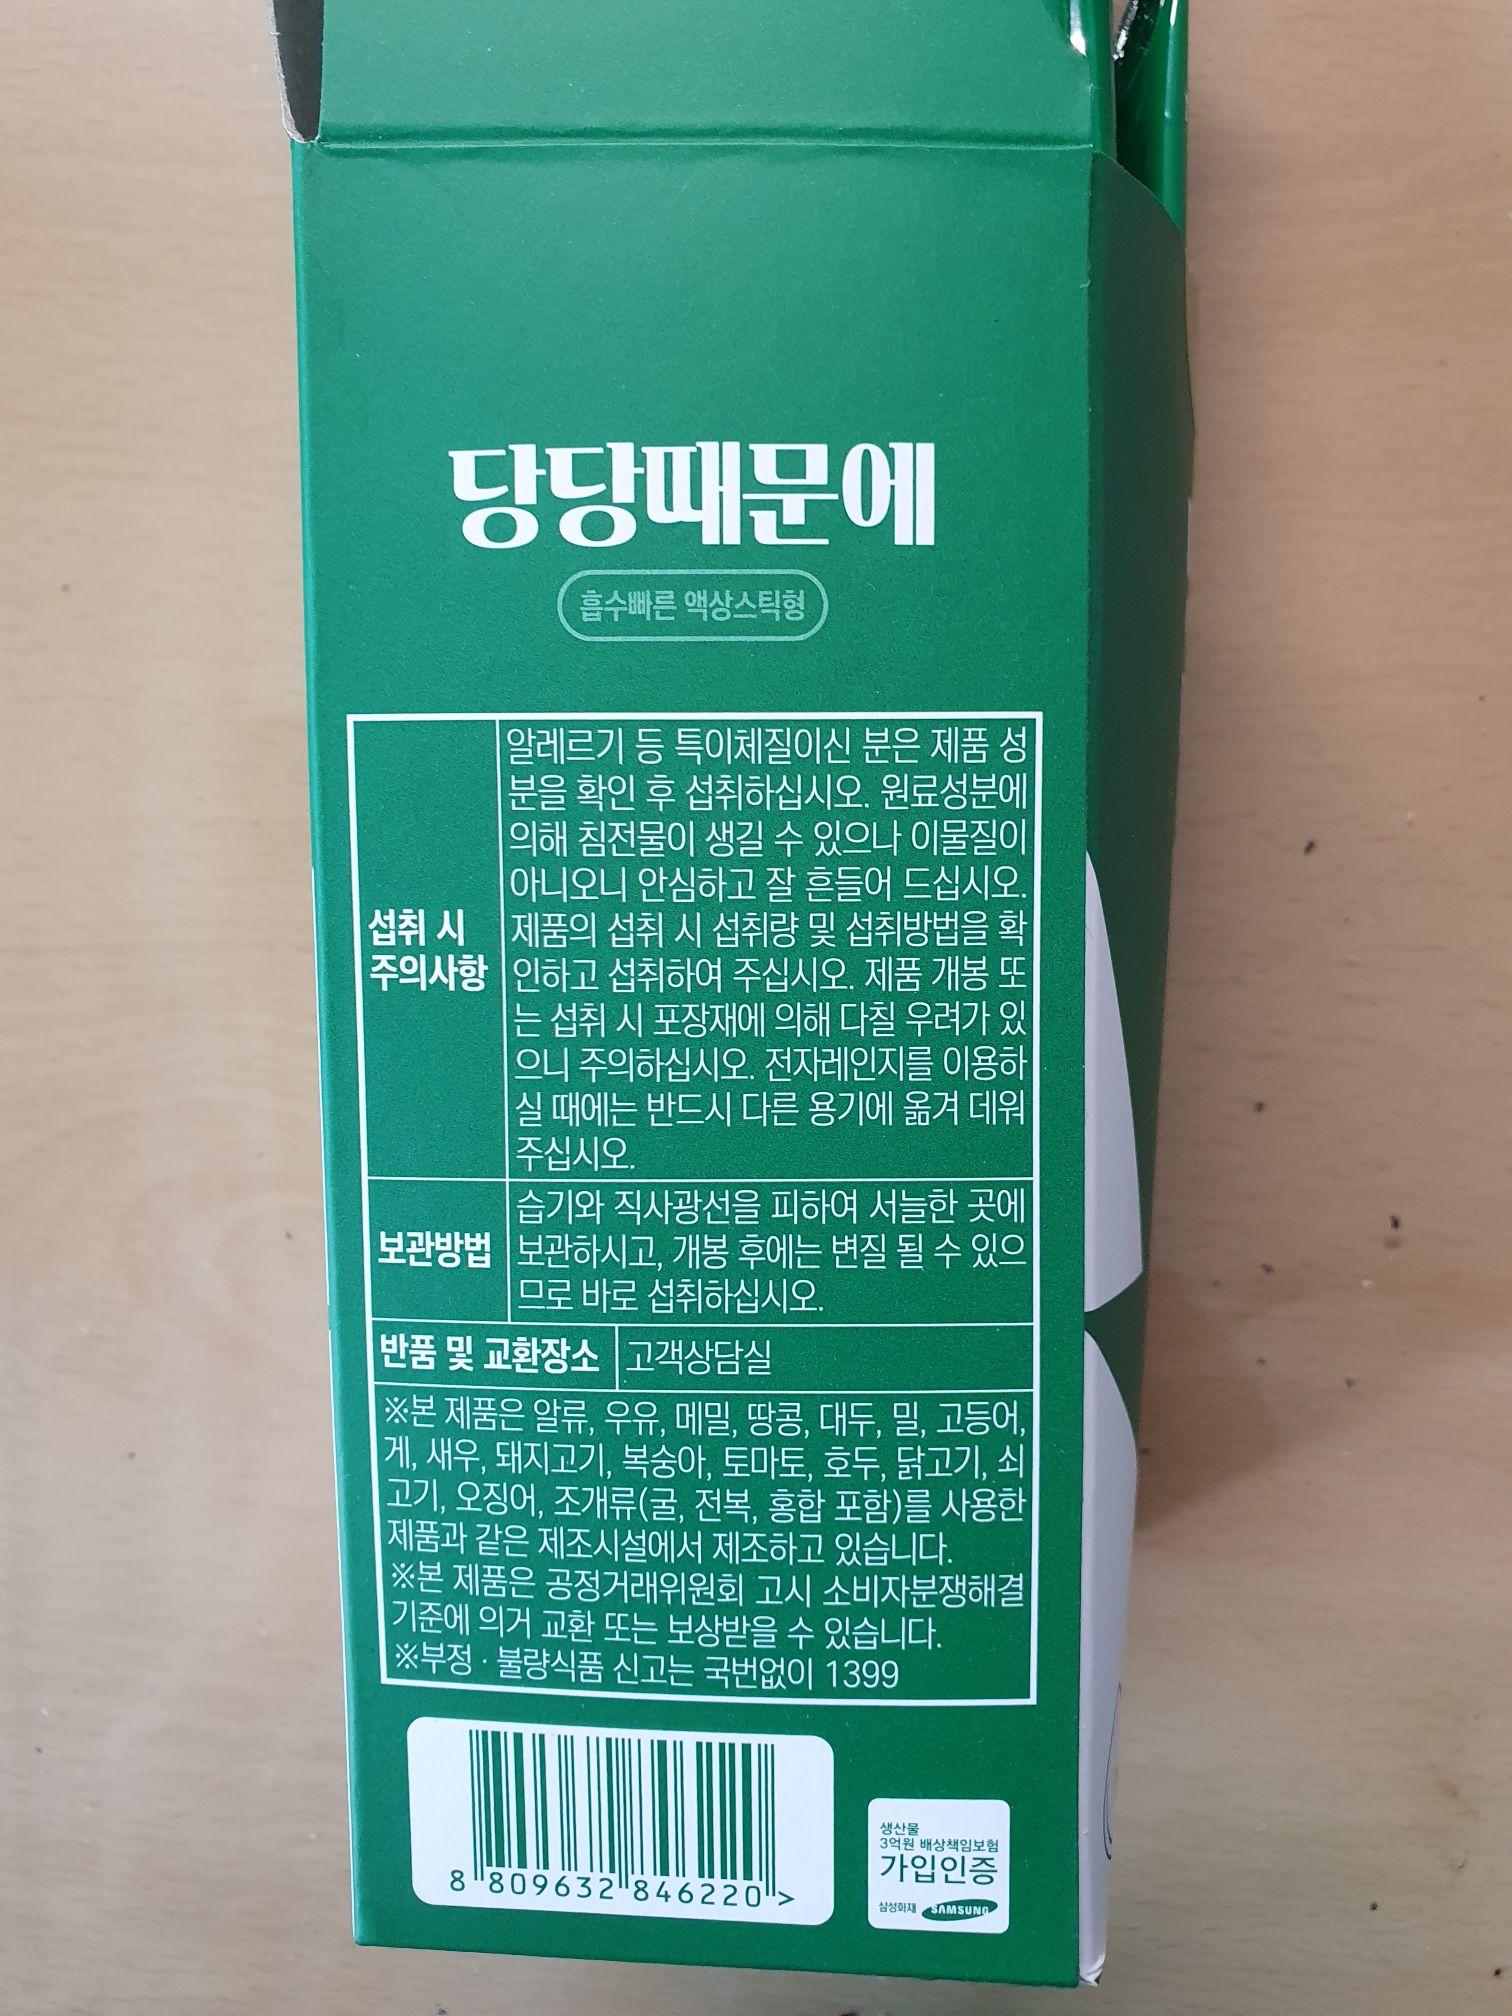 당당때문에
흡수빠른 액상스틱형
섭취 시
주의사항
알레르기 등 특이체질이신 분은 제품 성
분을 확인 후 섭취하십시오. 원료성분에
의해 침전물이 생길 수 있으나 이물질이
아니오니 안심하고 잘 흔들어 드십시오.
제품의 섭취 시 섭취량 및 섭취방법을 확
인하고 섭취하여 주십시오. 제품 개봉 또
는 섭취 시 포장재에 의해 다칠 우려가 있
으니 주의하십시오. 전자레인지를 이용하
실 때에는 반드시 다른 용기에 옮겨 데워
주십시오.
보관방법
습기와 직사광선을 피하여 서늘한 곳에
보관하시고, 개봉 후에는 변질 될 수 있으
므로 바로 섭취하십시오.
반품 및 교환장소 고객상담실
※본 제품은 알류, 우유, 메밀, 땅콩, 대두, 밀, 고등어,
게, 새우, 돼지고기, 복숭아, 토마토, 호두, 닭고기, 쇠
고기, 오징어, 조개류(굴, 전복, 홍합 포함)를 사용한
제품과 같은 제조시설에서 제조하고 있습니다.
※본 제품은 공정거래위원회 고시 소비자분쟁해결
기준에 의거 교환 또는 보상받을 수 있습니다.
※부정 · 불량식품 신고는 국번없이 1399
8 809632 846220 >
생산물
3억원 배상책임보험
가입인증
삼성화재 SAMSUNG